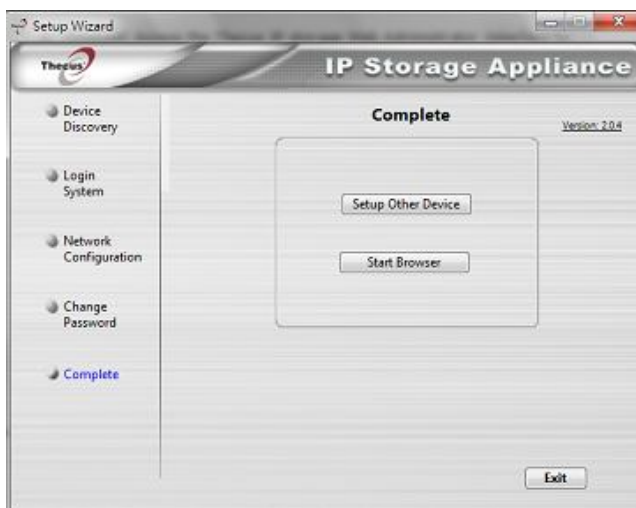 Setup Wizard
Thecus
IP Storage Appliance
Device
Discovery
Login
System
Network
Configuration
Change
Password
Complete
Complete
Version: 2.0.4
Setup Other Device
Start Browser
Exit